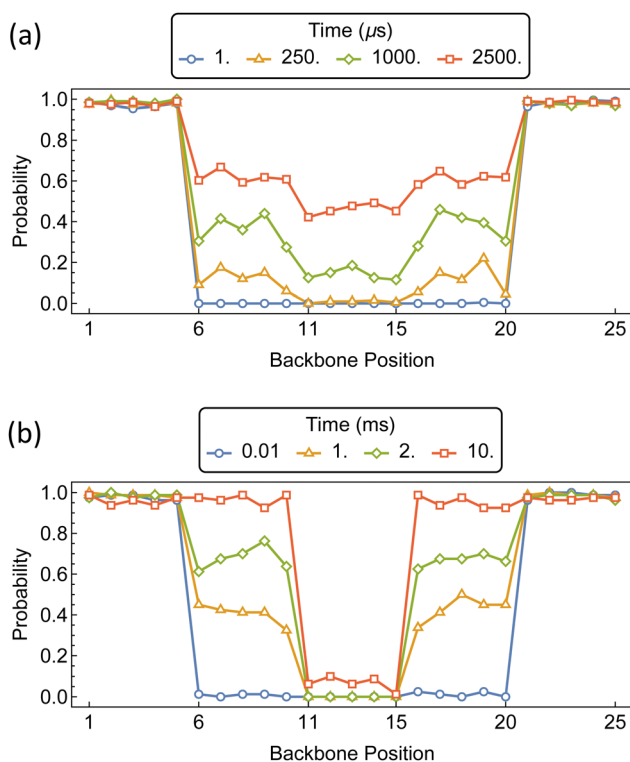 (a)
Time (μs)
1. 250. 1000. 2500.
1.0
0.8
0.6
0.4
0.2
0.0
Probability
1 6 11 15 20 25
Backbone Position
(b)
Time (ms)
0.01 1. 2. 10.
1.0
0.8
0.6
0.4
0.2
0.0
Probability
1 6 11 15 20 25
Backbone Position